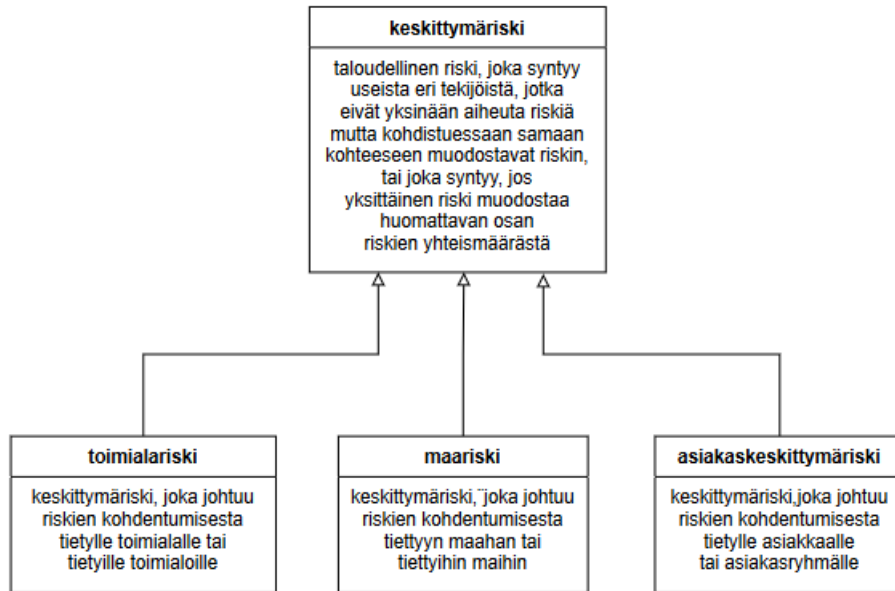 keskittymäriski
taloudellinen riski, joka syntyy
useista eri tekijöistä, jotka
eivät yksinään aiheuta riskiä
mutta kohdistuessaan samaan
kohteeseen muodostavat riskin,
tai joka syntyy, jos
yksittäinen riski muodostaa
huomattavan osan
riskien yhteismäärästä
toimialariski
keskittymäriski, joka johtuu
riskien kohdentumisesta
tietylle toimialalle tai
tietyille toimialoille
maariski
keskittymäriski,¨joka johtuu
riskien kohdentumisesta
tiettyyn maahan tai
tiettyihin maihin
asiakaskeskittymäriski
keskittymäriski,joka johtuu
riskien kohdentumisesta
tietylle asiakkaalle
tai asiakasryhmälle